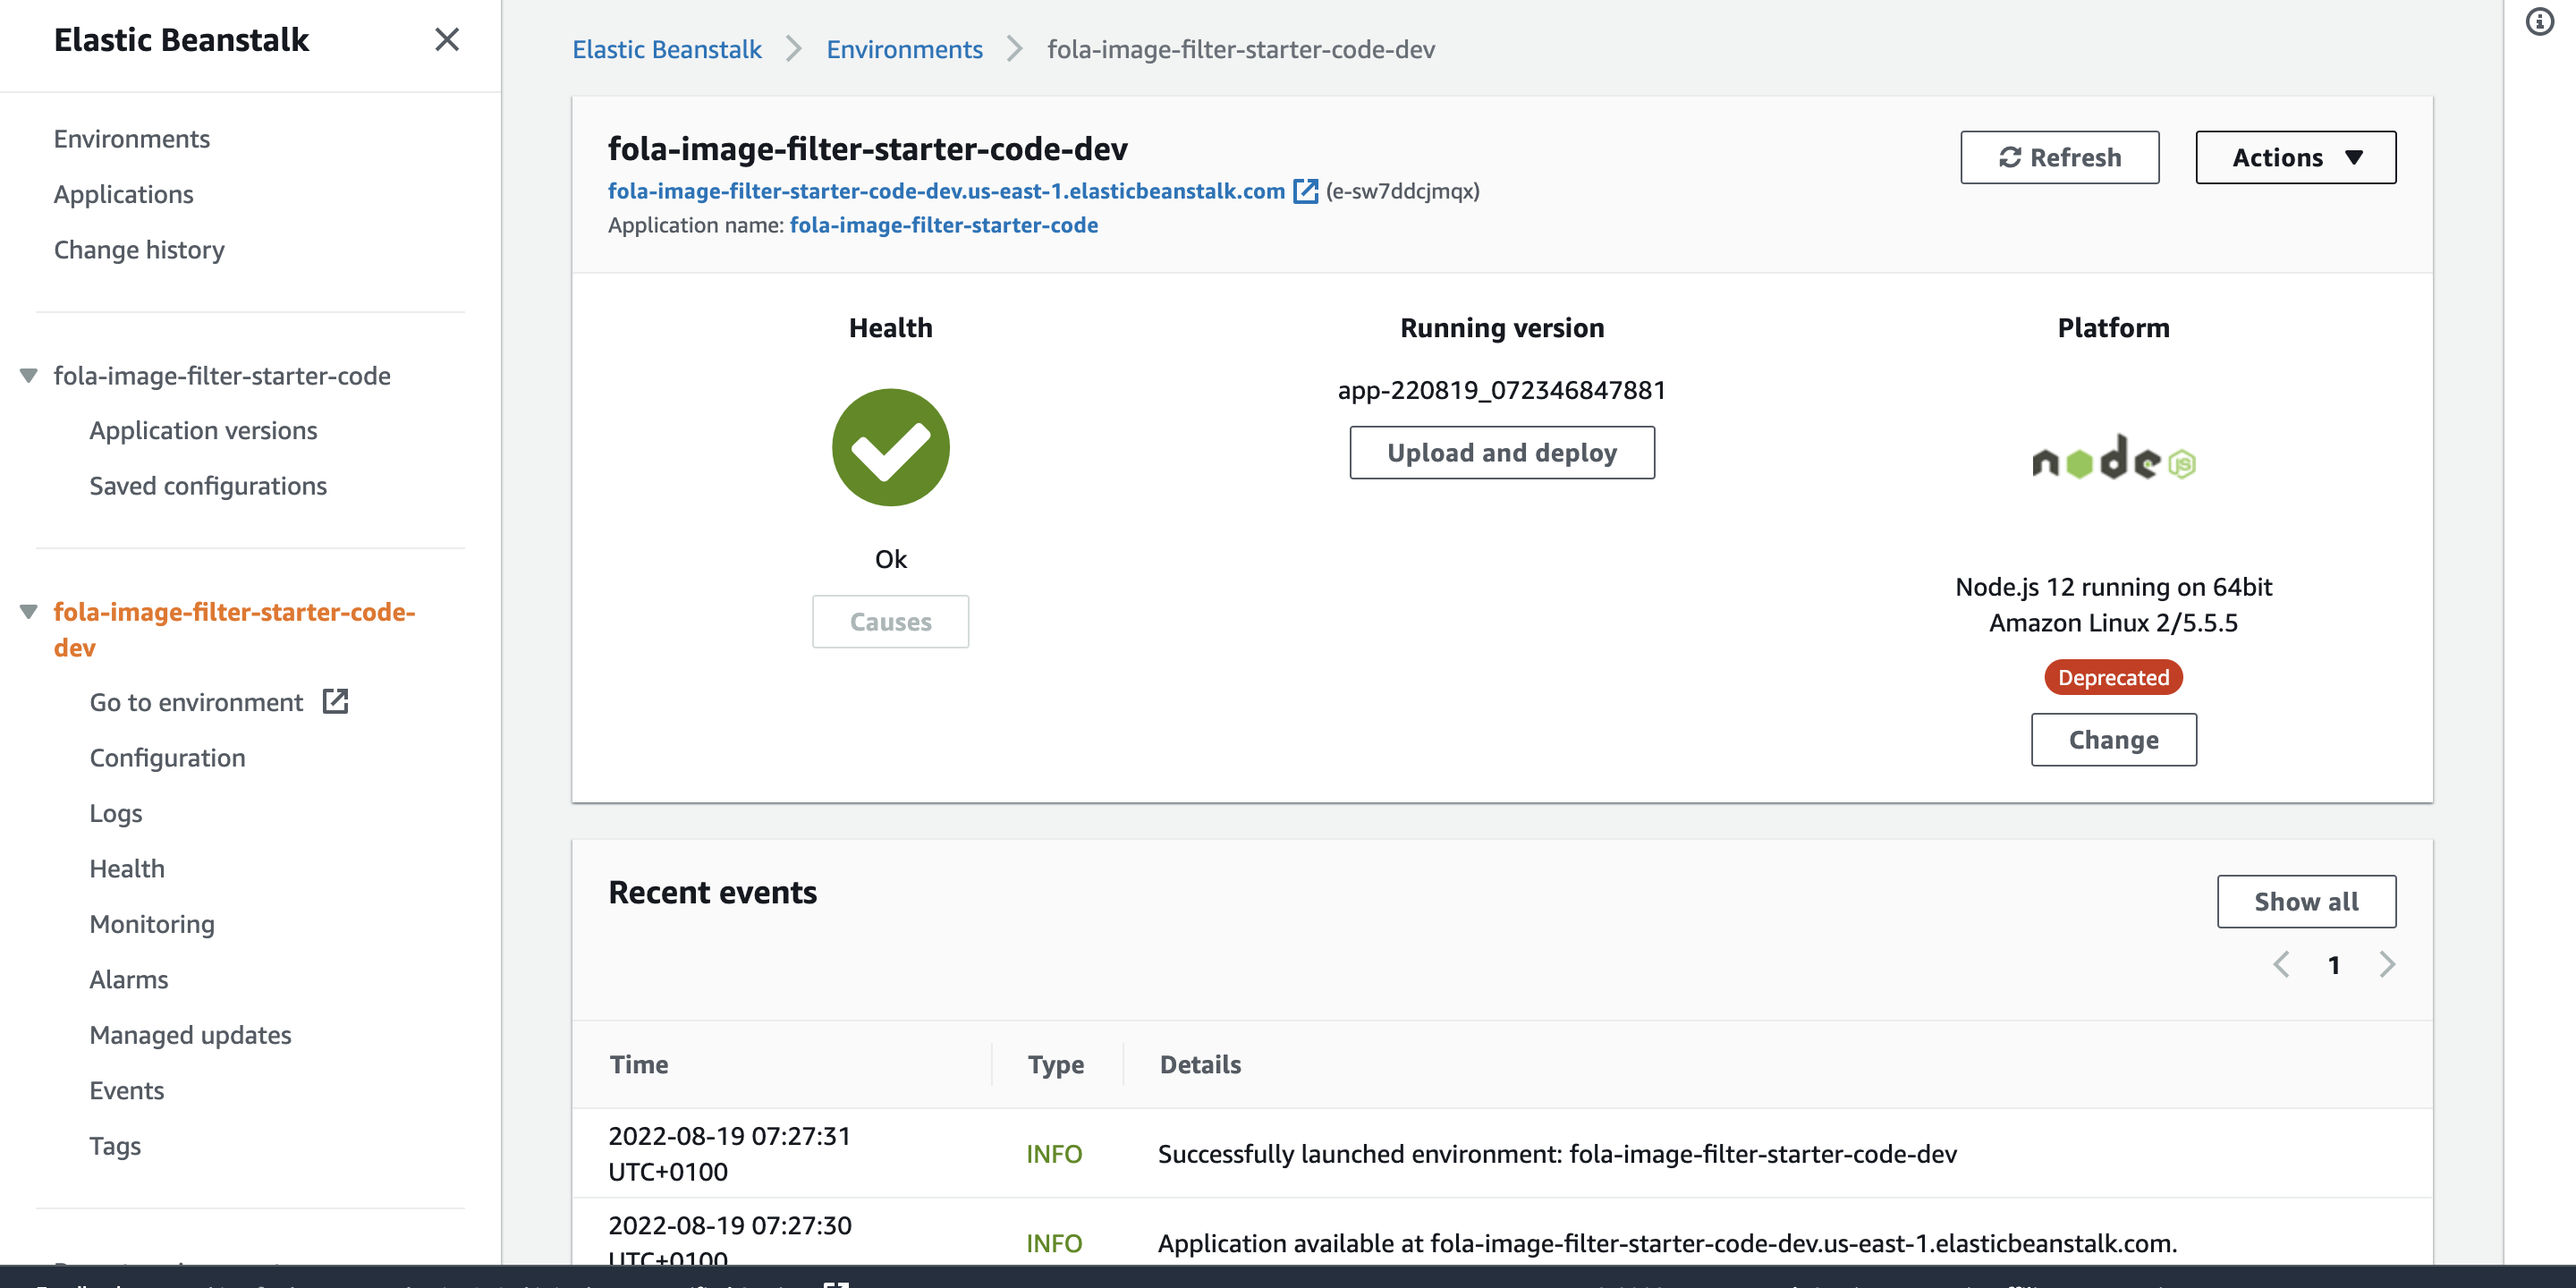 Elastic Beanstalk
Environments
Applications
Change history
fola-image-filter-starter-code
Application versions
Saved configurations
fola-image-filter-starter-code-
dev
Go to environment
Configuration
Logs
Health
Monitoring
Alarms
Managed updates
Events
Tags
Elastic Beanstalk Environments fola-image-filter-starter-code-dev
fola-image-filter-starter-code-dev
fola-image-filter-starter-code-dev.us-east-1.elasticbeanstalk.com (e-sw7ddcjmqx)
Application name: fola-image-filter-starter-code
Refresh
Actions
Health
Ok
Causes
Running version
app-220819_072346847881
Upload and deploy
Platform
node JS
Node.js 12 running on 64bit
Amazon Linux 2/5.5.5
Deprecated
Change
Recent events
Show all
1
Time Type Details
2022-08-19 07:27:31
UTC+0100
INFO
Successfully launched environment: fola-image-filter-starter-code-dev
2022-08-19 07:27:30
UTC+0100
INFO
Application available at fola-image-filter-starter-code-dev.us-east-1.elasticbeanstalk.com.